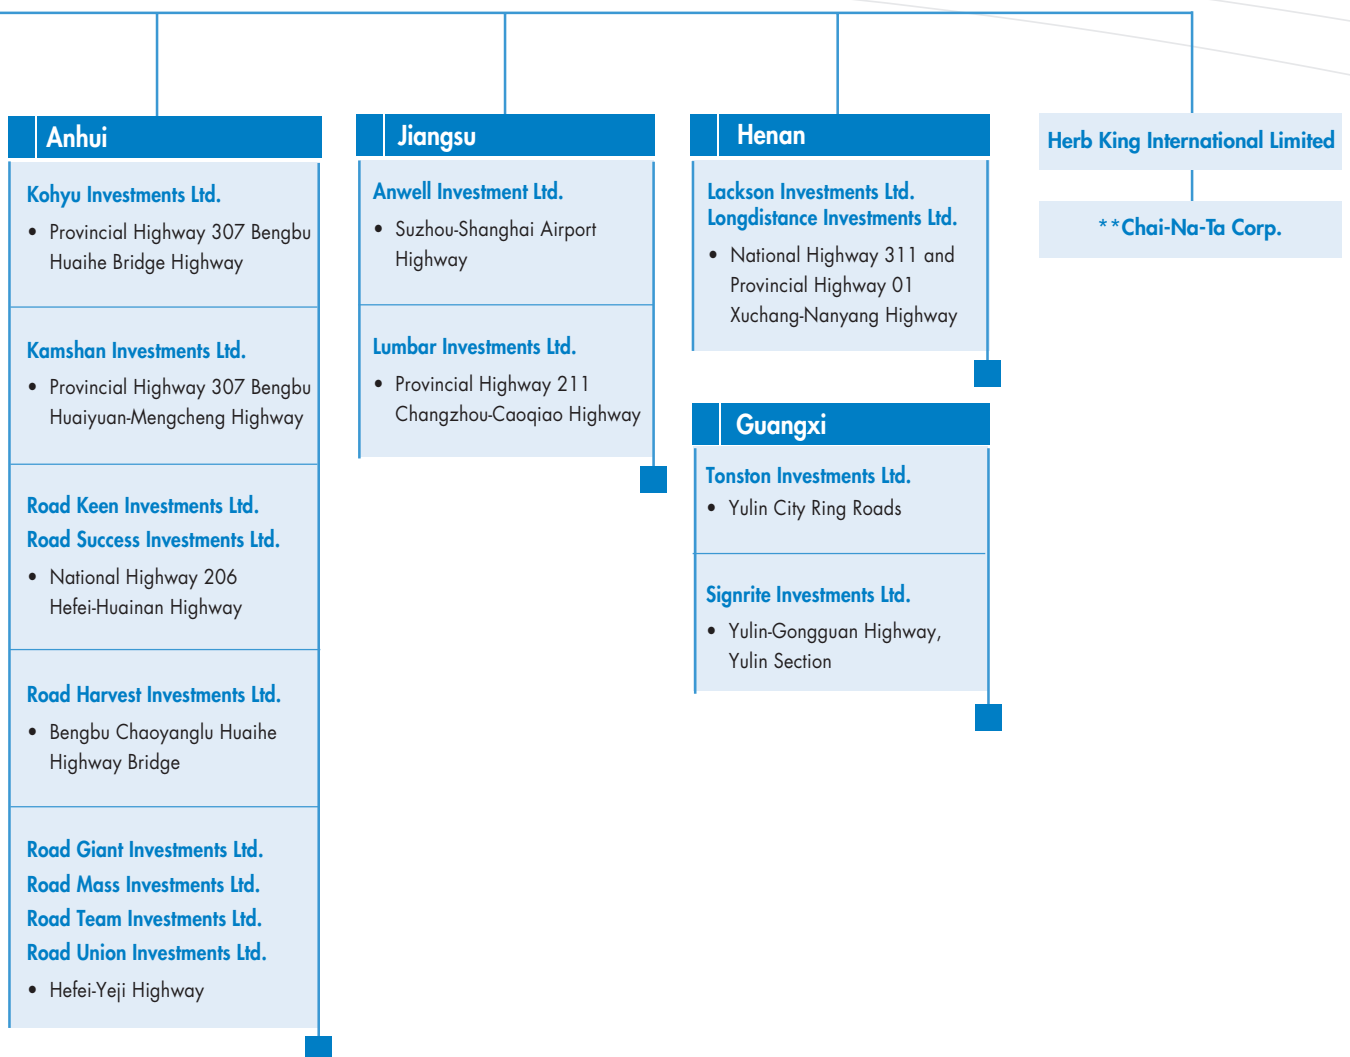 Anhui
Kohyu Investments Ltd.
• Provincial Highway 307 Bengbu
Huaihe Bridge Highway
Kamshan Investments Ltd.
• Provincial Highway 307 Bengbu
Huaiyuan-Mengcheng Highway
Road Keen Investments Ltd.
Road Success Investments Ltd.
• National Highway 206
Hefei-Huainan Highway
Road Harvest Investments Ltd.
• Bengbu Chaoyanglu Huaihe
Highway Bridge
Road Giant Investments Ltd.
Road Mass Investments Ltd.
Road Team Investments Ltd.
Road Union Investments Ltd.
• Hefei-Yeji Highway
Jiangsu
Anwell Investment Ltd.
• Suzhou-Shanghai Airport
Highway
Lumbar Investments Ltd.
• Provincial Highway 211
Changzhou-Caoqiao Highway
Henan
Lackson Investments Ltd.
Longdistance Investments Ltd.
• National Highway 311 and
Provincial Highway 01
Xuchang-Nanyang Highway
Guangxi
Tonston Investments Ltd.
• Yulin City Ring Roads
Signrite Investments Ltd.
• Yulin-Gongguan Highway,
Yulin Section
Herb King International Limited
**Chai-Na-Ta Corp.